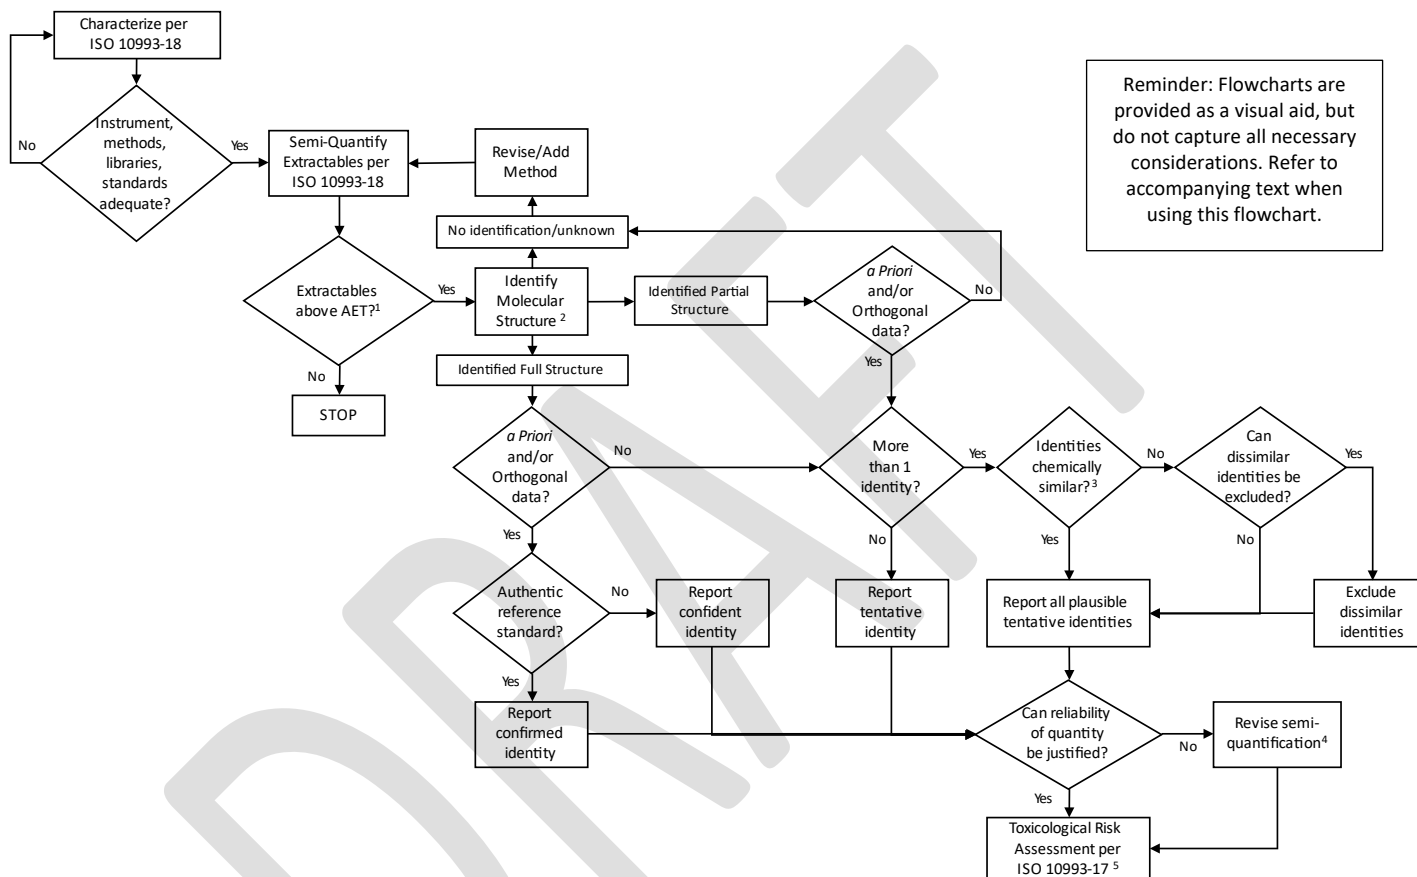 Characterize per
ISO 10993-18
Reminder: Flowcharts are
provided as a visual aid, but
do not capture all necessary
considerations. Refer to
accompanying text when
using this flowchart.
Instrument,
methods,
libraries,
standards
adequate?
No
Yes
Semi-Quantify
Extractables per
ISO 10993-18
Revise/Add
Method
No identification/unknown
Extractables
above AET?1
Yes
No
STOP
Identify
Molecular
Structure 2
Identified Partial
Structure
a Priori
and/or
Orthogonal
data?
No
Yes
Identified Full Structure
a Priori
and/or
Orthogonal
data?
No
Yes
More
than 1
identity?
Yes
No
Identities
chemically
similar?3
No
Yes
Can
dissimilar
identities be
excluded?
Yes
No
Authentic
reference
standard?
No
Yes
Report
confident
identity
Report
tentative
identity
Report all plausible
tentative identities
Exclude
dissimilar
identities
Report
confirmed
identity
Can reliability
of quantity
be justified?
No
Yes
Revise semi-
quantification4
Toxicological Risk
Assessment per
ISO 10993-17 5
DRAFT